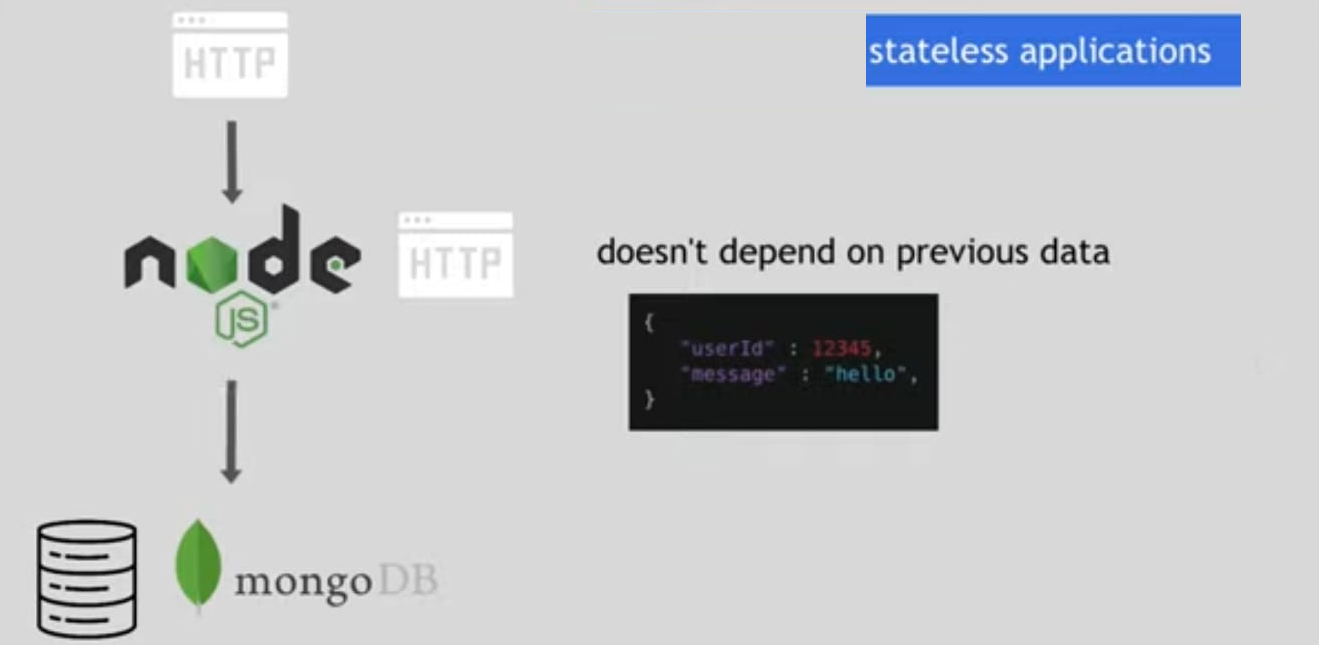 HTTP
stateless applications
node
JS
HTTP
doesn't depend on previous data
{
"userId" : 12345,
"message" : "hello",
}
mongoDB